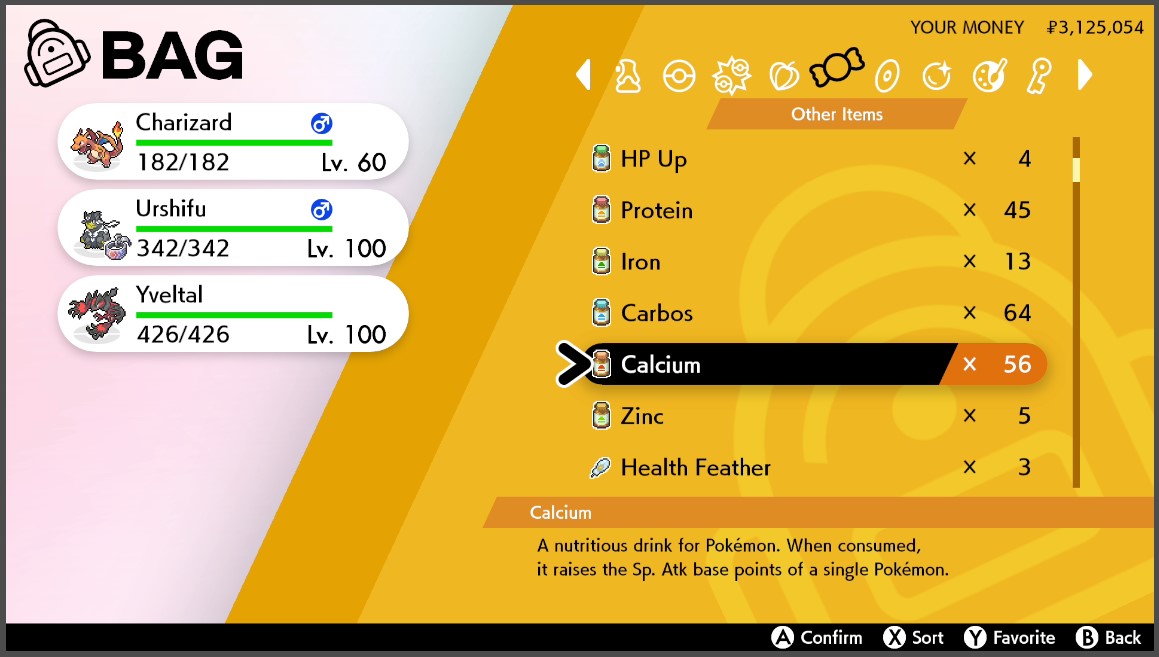 BAG
YOUR MONEY ₽3,125,054
Charizard ♂
182/182 Lv. 60
Urshifu ♂
342/342 Lv. 100
Yveltal
426/426 Lv. 100
Other Items
HP Up × 4
Protein × 45
Iron × 13
Carbos × 64
Calcium × 56
Zinc × 5
Health Feather × 3
Calcium
A nutritious drink for Pokémon. When consumed,
it raises the Sp. Atk base points of a single Pokémon.
A Confirm X Sort Y Favorite B Back